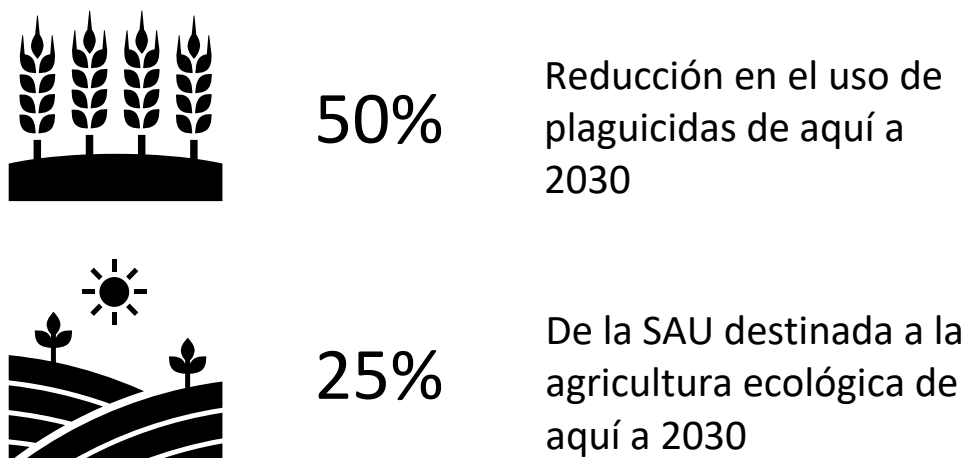 50%
Reducción en el uso de
plaguicidas de aquí a
2030
25%
De la SAU destinada a la
agricultura ecológica de
aquí a 2030